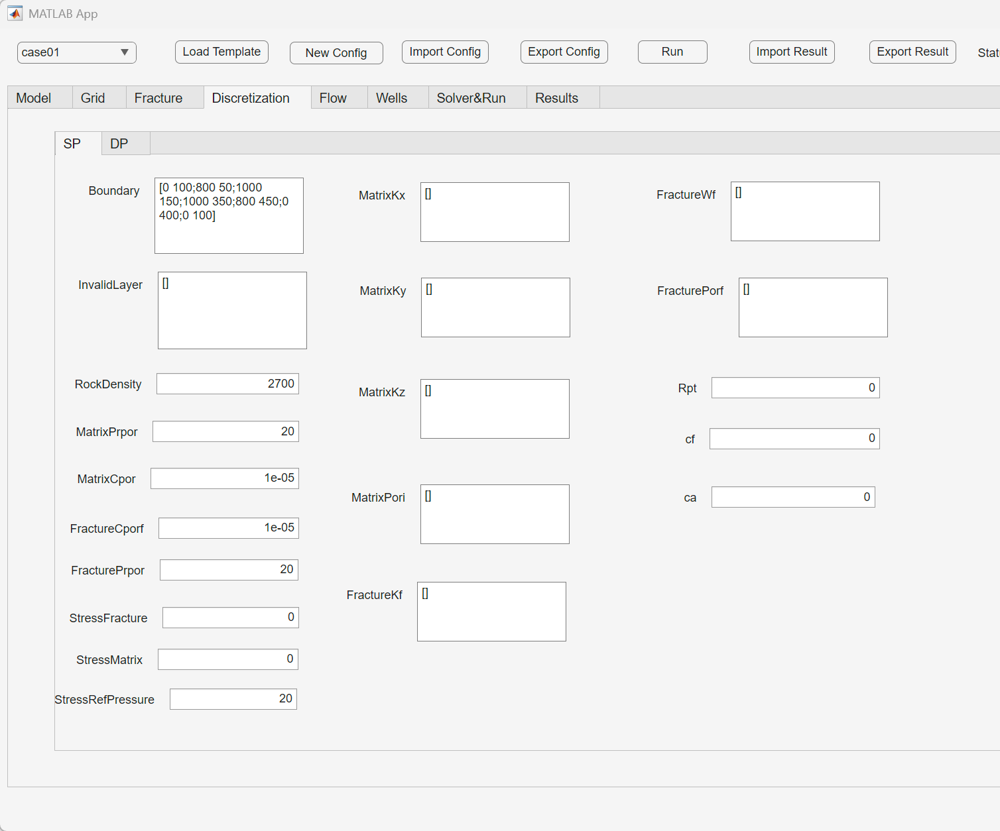 MATLAB App
case01
Load Template
New Config
Import Config
Export Config
Run
Import Result
Export Result
Model
Grid
Fracture
Discretization
Flow
Wells
Solver&Run
Results
SP
DP
Boundary
[0 100;800 50;1000
150;1000 350;800 450;0
400;0 100]
InvalidLayer
[]
RockDensity
2700
MatrixPrpor
20
MatrixCpor
1e-05
FractureCporf
1e-05
FracturePrpor
20
StressFracture
0
StressMatrix
0
StressRefPressure
20
MatrixKx
[]
MatrixKy
[]
MatrixKz
[]
MatrixPori
[]
FractureKf
[]
FractureWf
[]
FracturePorf
[]
Rpt
0
cf
0
ca
0